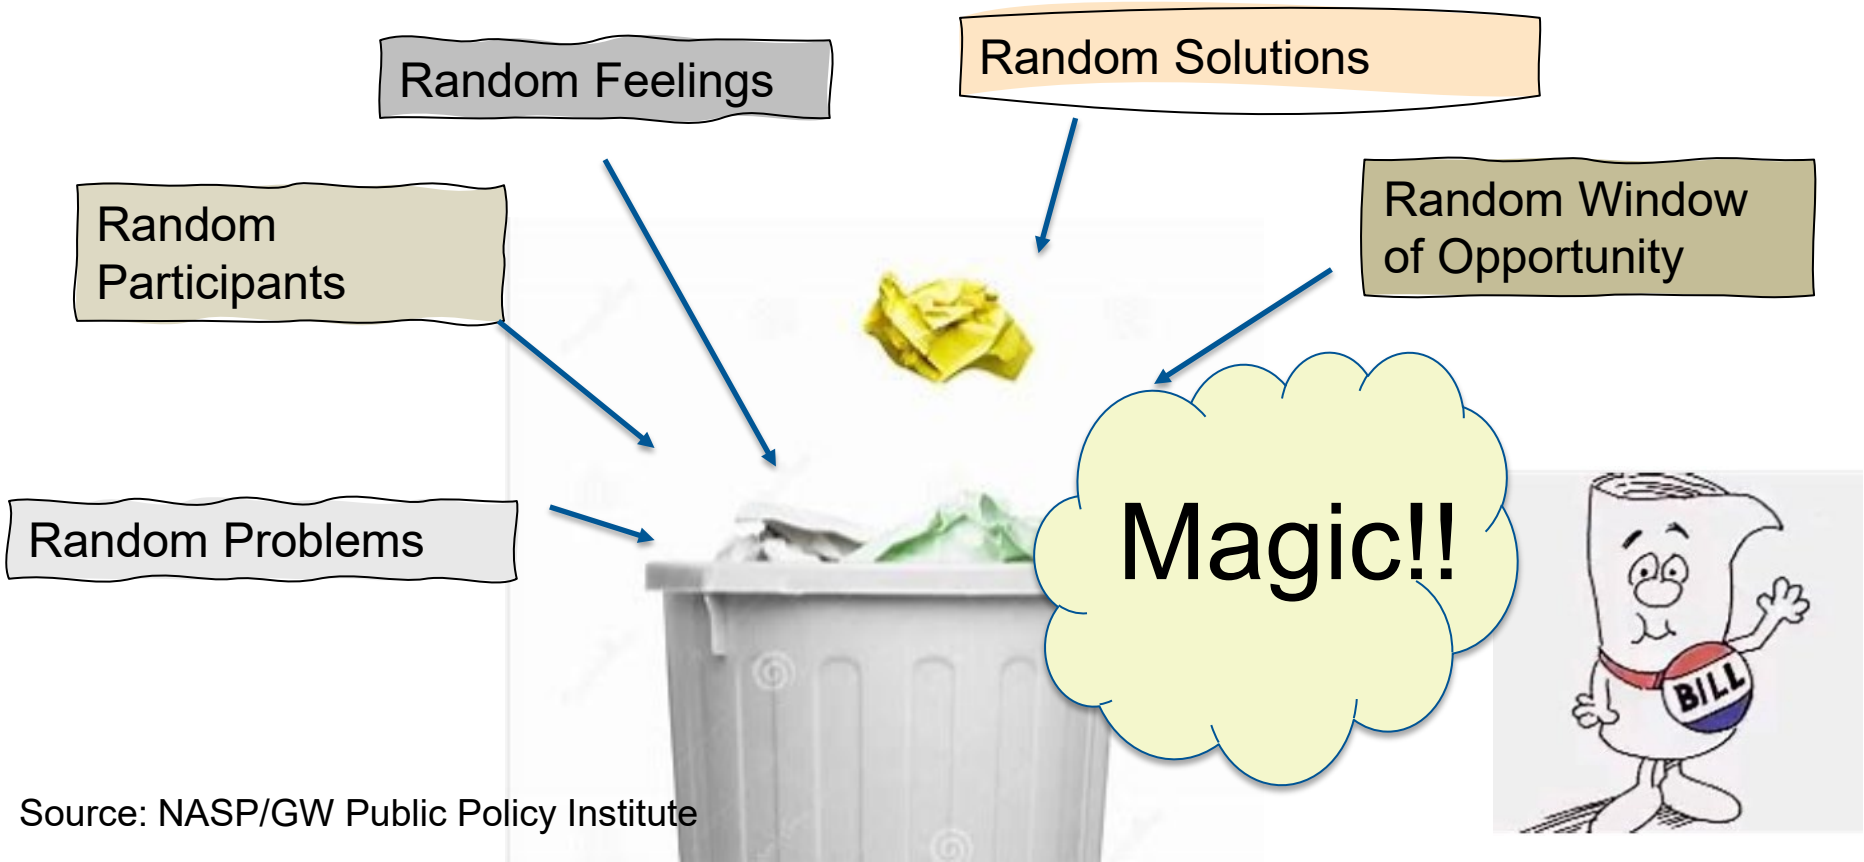 Random Feelings
Random Solutions
Random
Participants
Random Window
of Opportunity
Random Problems
Magic!!
BILL
Source: NASP/GW Public Policy Institute